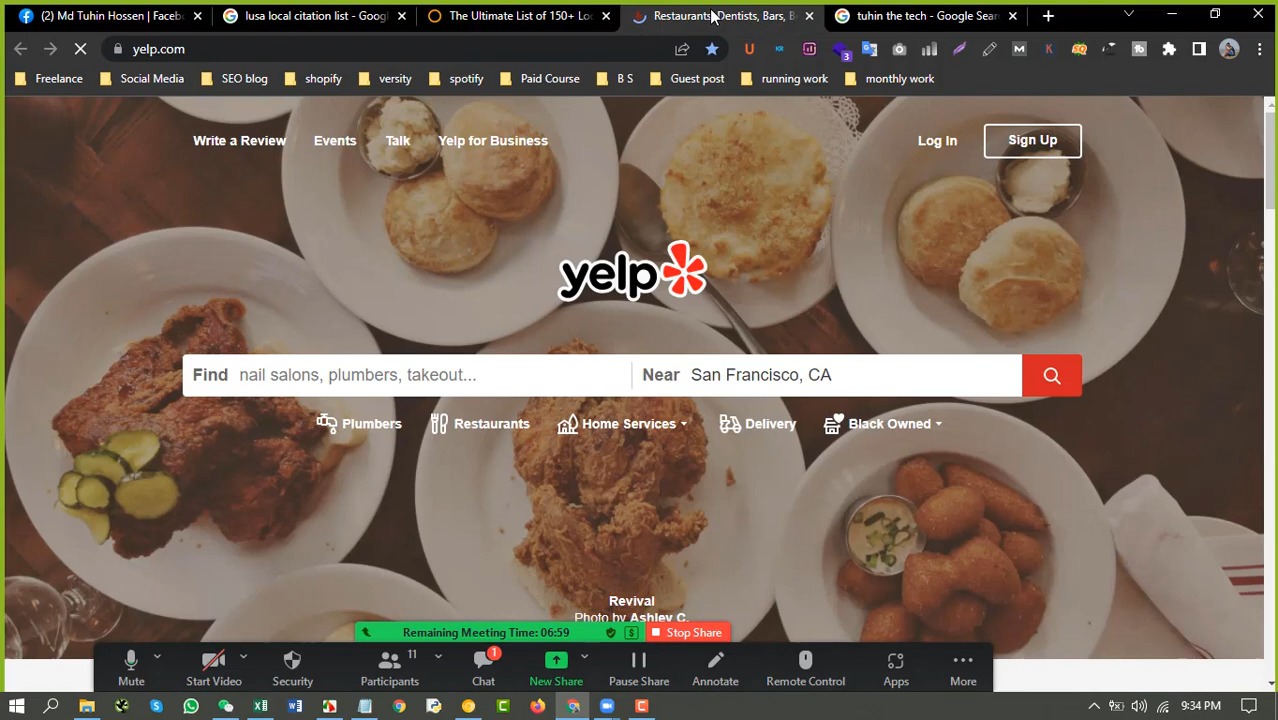 (2) Md Tuhin Hossen | Faceb
lusa local citation list - Goog
The Ultimate List of 150+ Lo
Restaurants, Dentists, Bars, B
tuhin the tech - Google Sear
yelp.com
3
Freelance
Social Media
SEO blog
shopify
versity
spotify
Paid Course
B S
Guest post
running work
monthly work
Write a Review
Events
Talk
Yelp for Business
Log In
Sign Up
yelp
Find nail salons, plumbers, takeout...
Near San Francisco, CA
Plumbers
Restaurants
Home Services
Delivery
Black Owned
Revival
Photo by Ashley C.
Remaining Meeting Time: 06:59
Stop Share
11
1
Mute
Start Video
Security
Participants
Chat
New Share
Pause Share
Annotate
Remote Control
Apps
More
9:34 PM